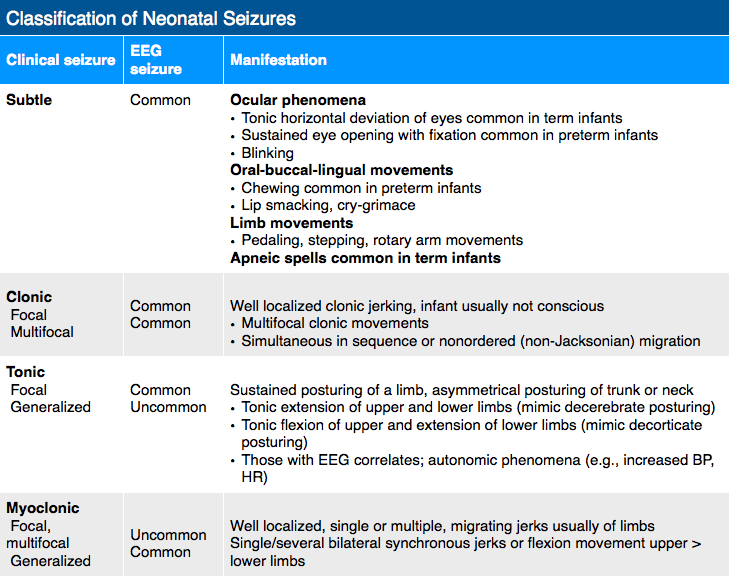 Classification of Neonatal Seizures
Clinical seizure
EEG
seizure
Manifestation
Subtle
Common
Ocular phenomena
• Tonic horizontal deviation of eyes common in term infants
• Sustained eye opening with fixation common in preterm infants
• Blinking
Oral-buccal-lingual movements
• Chewing common in preterm infants
• Lip smacking, cry-grimace
Limb movements
• Pedaling, stepping, rotary arm movements
Apneic spells common in term infants
Clonic
Focal
Multifocal
Common
Common
Well localized clonic jerking, infant usually not conscious
• Multifocal clonic movements
• Simultaneous in sequence or nonordered (non-Jacksonian) migration
Tonic
Focal
Generalized
Common
Uncommon
Sustained posturing of a limb, asymmetrical posturing of trunk or neck
• Tonic extension of upper and lower limbs (mimic decerebrate posturing)
• Tonic flexion of upper and extension of lower limbs (mimic decorticate
posturing)
• Those with EEG correlates; autonomic phenomena (e.g., increased BP,
HR)
Myoclonic
Focal,
multifocal
Generalized
Uncommon
Common
Well localized, single or multiple, migrating jerks usually of limbs
Single/several bilateral synchronous jerks or flexion movement upper >
lower limbs